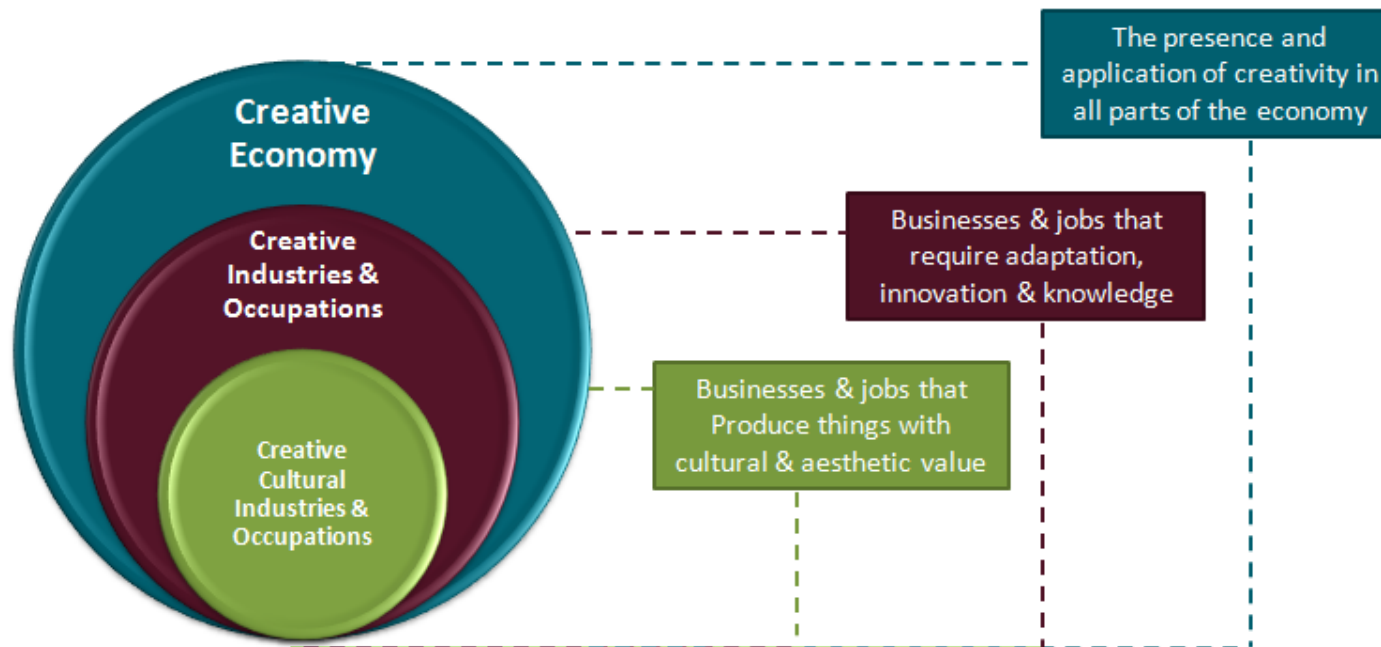 Creative
Economy
Creative
Industries &
Occupations
Creative
Cultural
Industries &
Occupations
The presence and
application of creativity in
all parts of the economy
Businesses & jobs that
require adaptation,
innovation & knowledge
Businesses & jobs that
Produce things with
cultural & aesthetic value